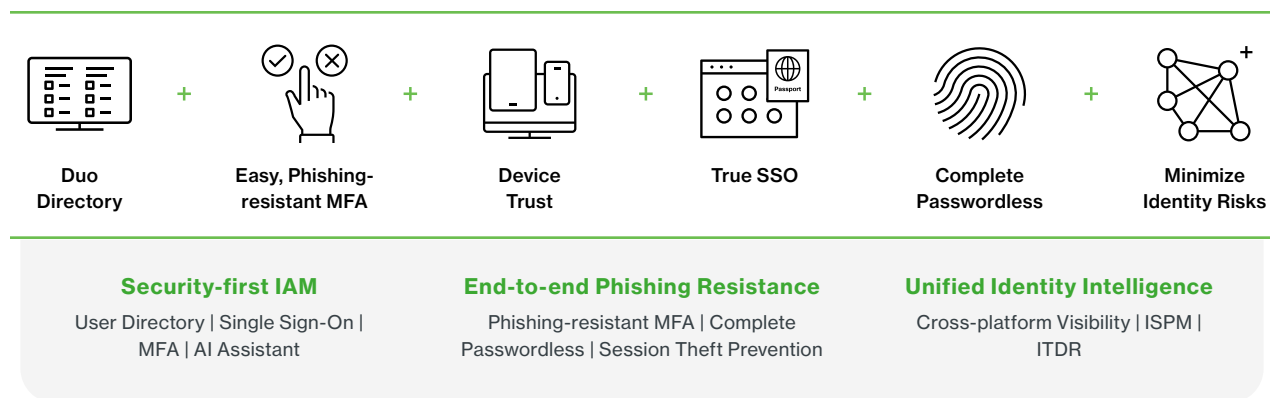 Passport
Duo
Directory
Easy, Phishing-
resistant MFA
Device
Trust
True SSO
Complete
Passwordless
Minimize
Identity Risks
Security-first IAM
User Directory | Single Sign-On |
MFA | AI Assistant
End-to-end Phishing Resistance
Phishing-resistant MFA | Complete
Passwordless | Session Theft Prevention
Unified Identity Intelligence
Cross-platform Visibility | ISPM |
ITDR